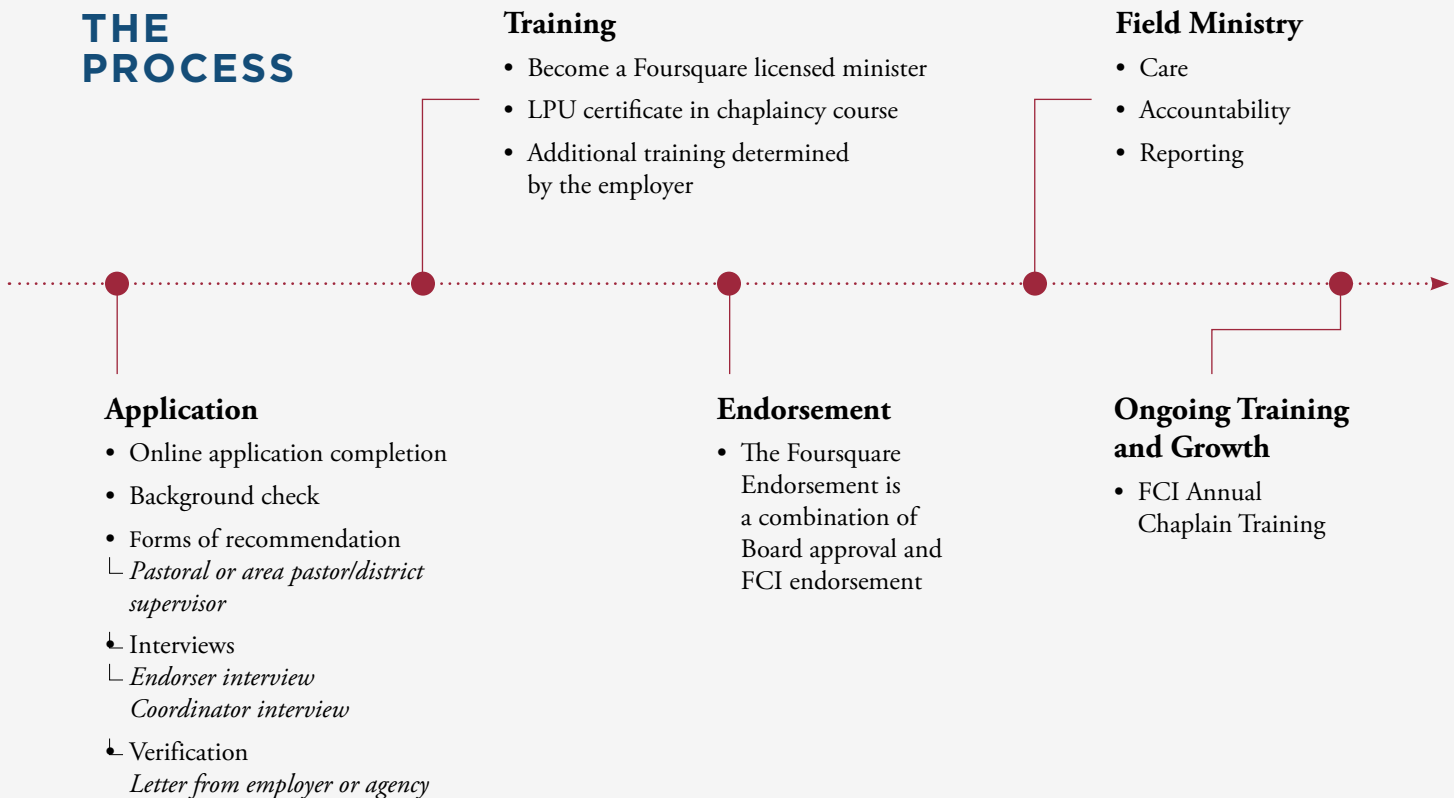 THE
PROCESS
Training
• Become a Foursquare licensed minister
• LPU certificate in chaplaincy course
• Additional training determined
by the employer
Field Ministry
• Care
• Accountability
• Reporting
Application
• Online application completion
• Background check
• Forms of recommendation
Pastoral or area pastor/district
supervisor
• Interviews
Endorser interview
Coordinator interview
• Verification
Letter from employer or agency
Endorsement
• The Foursquare
Endorsement is
a combination of
Board approval and
FCI endorsement
Ongoing Training
and Growth
• FCI Annual
Chaplain Training